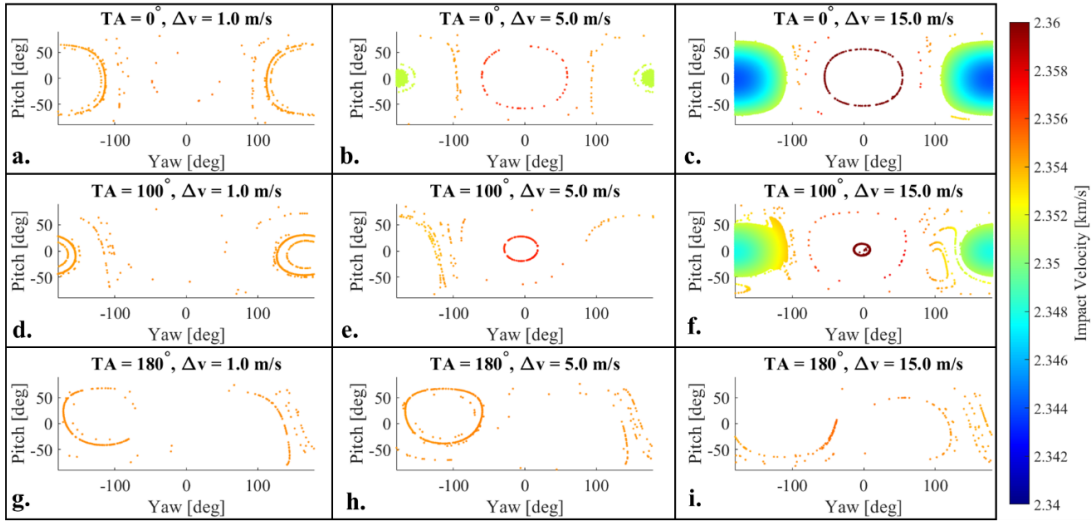 TA = 0°, Δv = 1.0 m/s
Pitch [deg]
50
0
-50
-100
0
100
Yaw [deg]
a.
TA = 0°, Δv = 5.0 m/s
Pitch [deg]
50
0
-50
-100
0
100
Yaw [deg]
b.
TA = 0°, Δv = 15.0 m/s
Pitch [deg]
50
0
-50
-100
0
100
Yaw [deg]
c.
TA = 100°, Δv = 1.0 m/s
Pitch [deg]
50
0
-50
-100
0
100
Yaw [deg]
d.
TA = 100°, Δv = 5.0 m/s
Pitch [deg]
50
0
-50
-100
0
100
Yaw [deg]
e.
TA = 100°, Δv = 15.0 m/s
Pitch [deg]
50
0
-50
-100
0
100
Yaw [deg]
f.
TA = 180°, Δv = 1.0 m/s
Pitch [deg]
50
0
-50
-100
0
100
Yaw [deg]
g.
TA = 180°, Δv = 5.0 m/s
Pitch [deg]
50
0
-50
-100
0
100
Yaw [deg]
h.
TA = 180°, Δv = 15.0 m/s
Pitch [deg]
50
0
-50
-100
0
100
Yaw [deg]
i.
2.36
2.358
2.356
2.354
2.352
2.35
2.348
2.346
2.344
2.342
2.34
Impact Velocity [km/s]